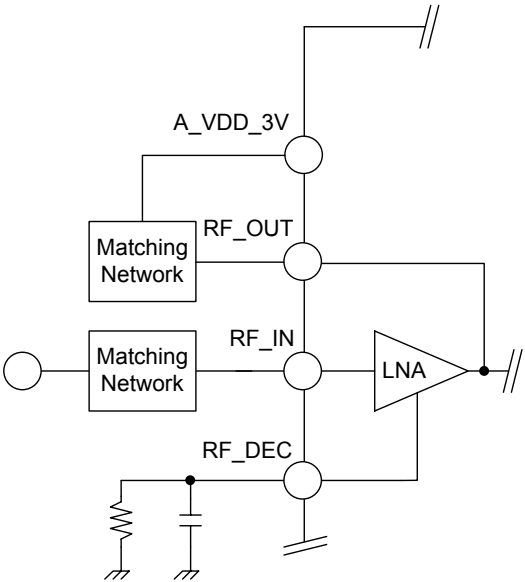 A_VDD_3V
RF_OUT
Matching
Network
RF_IN
Matching
Network
LNA
RF_DEC